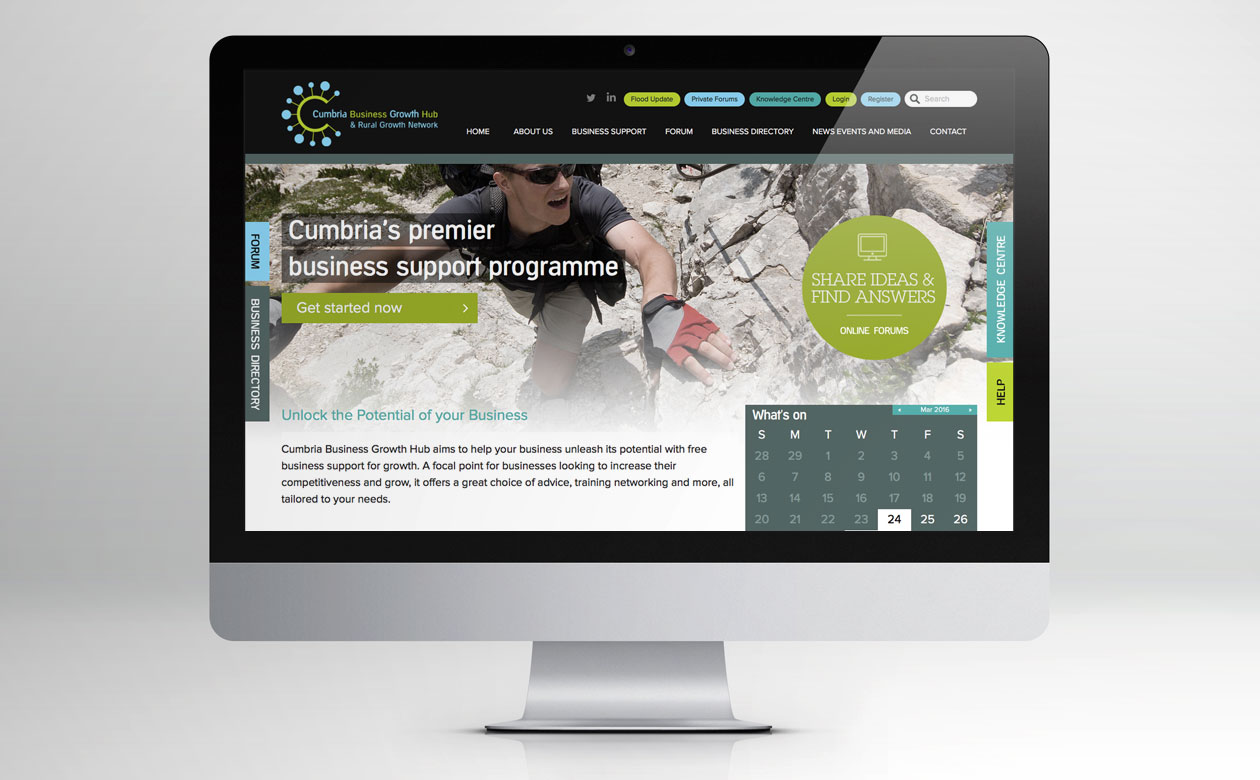 Cumbria Business Growth Hub
& Rural Growth Network
in
Flood Update
Private Forums
Knowledge Centre
Login
Register
Search
HOME
ABOUT US
BUSINESS SUPPORT
FORUM
BUSINESS DIRECTORY
NEWS EVENTS AND MEDIA
CONTACT
FORUM
BUSINESS DIRECTORY
Cumbria's premier
business support programme
Get started now
SHARE IDEAS &
FIND ANSWERS
ONLINE FORUMS
KNOWLEDGE CENTRE
HELP
Unlock the Potential of your Business
Cumbria Business Growth Hub aims to help your business unleash its potential with free
business support for growth. A focal point for businesses looking to increase their
competitiveness and grow, it offers a great choice of advice, training networking and more, all
tailored to your needs.
What's on
Mar 2016
S M T W T F S
28 29 1 2 3 4 5
6 7 8 9 10 11 12
13 14 15 16 17 18 19
20 21 22 23 24 25 26